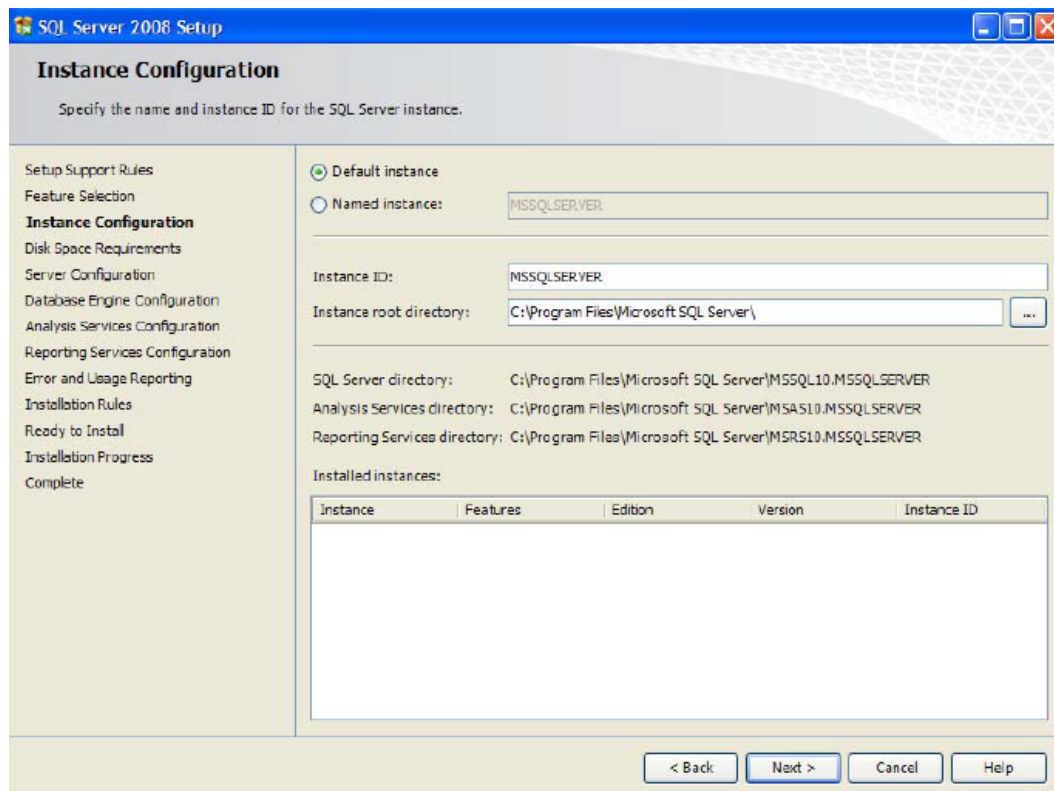 SQL Server 2008 Setup
Instance Configuration
Specify the name and instance ID for the SQL Server instance.
Setup Support Rules
Feature Selection
Instance Configuration
Disk Space Requirements
Server Configuration
Database Engine Configuration
Analysis Services Configuration
Reporting Services Configuration
Error and Usage Reporting
Installation Rules
Ready to Install
Installation Progress
Complete
Default instance
Named instance: MSSQLSERVER
Instance ID: MSSQLSERVER
Instance root directory: C:\Program Files\Microsoft SQL Server\ ...
SQL Server directory: C:\Program Files\Microsoft SQL Server\MSSQL10.MSSQLSERVER
Analysis Services directory: C:\Program Files\Microsoft SQL Server\MSAS10.MSSQLSERVER
Reporting Services directory: C:\Program Files\Microsoft SQL Server\MSRS10.MSSQLSERVER
Installed instances:
Instance Features Edition Version Instance ID
< Back Next > Cancel Help